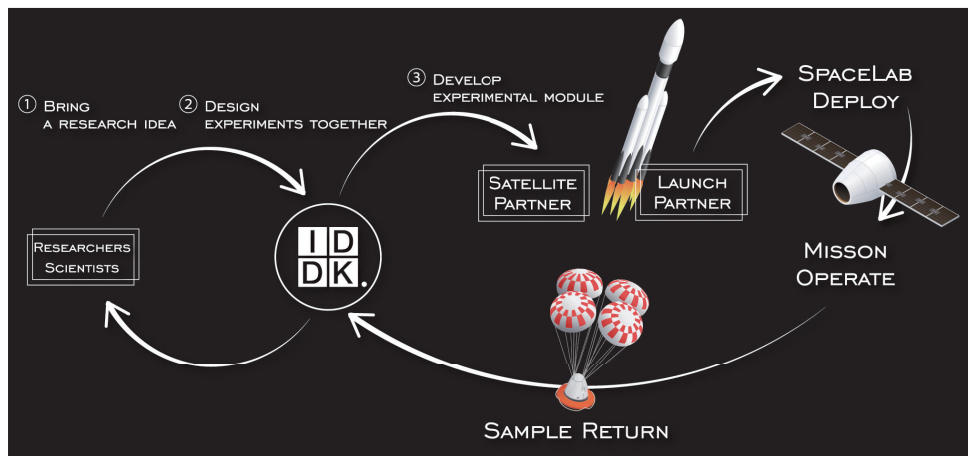 ① BRING
A RESEARCH IDEA
② DESIGN
EXPERIMENTS TOGETHER
③ DEVELOP
EXPERIMENTAL MODULE
SPACELAB
DEPLOY
SATELLITE
PARTNER
LAUNCH
PARTNER
RESEARCHERS
SCIENTISTS
ID
DK.
MISSON
OPERATE
SAMPLE RETURN